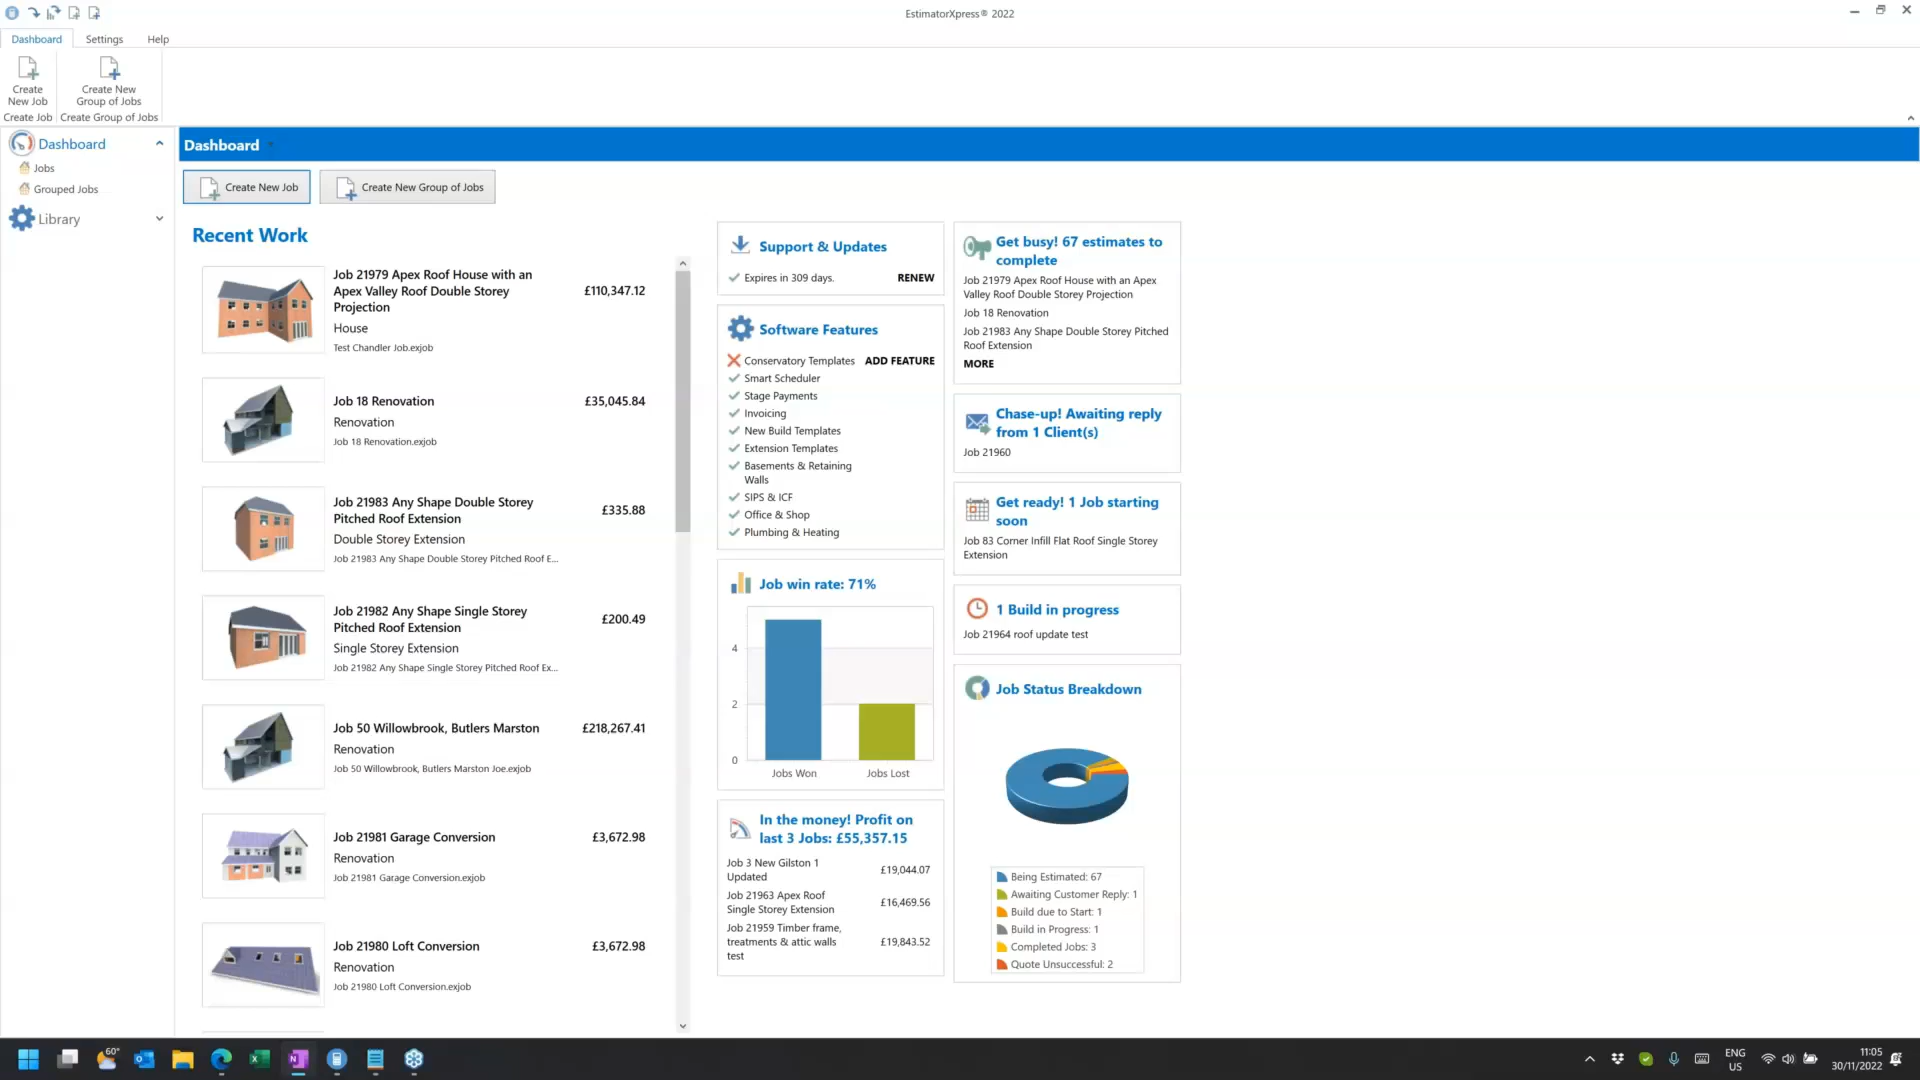 EstimatorXpress® 2022
Dashboard
Settings
Help
Create
New Job
Create New
Group of Jobs
Create Job
Create Group of Jobs
Dashboard
Jobs
Grouped Jobs
Library
Dashboard
Create New Job
Create New Group of Jobs
Recent Work
Job 21979 Apex Roof House with an
Apex Valley Roof Double Storey
Projection
£110,347.12
House
Test Chandler Job.exjob
Job 18 Renovation
£35,045.84
Renovation
Job 18 Renovation.exjob
Job 21983 Any Shape Double Storey
Pitched Roof Extension
£335.88
Double Storey Extension
Job 21983 Any Shape Double Storey Pitched Roof E...
Job 21982 Any Shape Single Storey
Pitched Roof Extension
£200.49
Single Storey Extension
Job 21982 Any Shape Single Storey Pitched Roof Ex...
Job 50 Willowbrook, Butlers Marston
£218,267.41
Renovation
Job 50 Willowbrook, Butlers Marston Joe.exjob
Job 21981 Garage Conversion
£3,672.98
Renovation
Job 21981 Garage Conversion.exjob
Job 21980 Loft Conversion
£3,672.98
Renovation
Job 21980 Loft Conversion.exjob
Support & Updates
Expires in 309 days.
RENEW
Software Features
Conservatory Templates
ADD FEATURE
Smart Scheduler
Stage Payments
Invoicing
New Build Templates
Extension Templates
Basements & Retaining
Walls
SIPS & ICF
Office & Shop
Plumbing & Heating
Job win rate: 71%
4
2
0
Jobs Won
Jobs Lost
In the money! Profit on
last 3 Jobs: £55,357.15
Job 3 New Gilston 1
Updated
£19,044.07
Job 21963 Apex Roof
Single Storey Extension
£16,469.56
Job 21959 Timber frame,
treatments & attic walls
test
£19,843.52
Get busy! 67 estimates to
complete
Job 21979 Apex Roof House with an Apex
Valley Roof Double Storey Projection
Job 18 Renovation
Job 21983 Any Shape Double Storey Pitched
Roof Extension
MORE
Chase-up! Awaiting reply
from 1 Client(s)
Job 21960
Get ready! 1 Job starting
soon
Job 83 Corner Infill Flat Roof Single Storey
Extension
1 Build in progress
Job 21964 roof update test
Job Status Breakdown
Being Estimated: 67
Awaiting Customer Reply: 1
Build due to Start: 1
Build in Progress: 1
Completed Jobs: 3
Quote Unsuccessful: 2
60°
ENG
US
11:05
30/11/2022